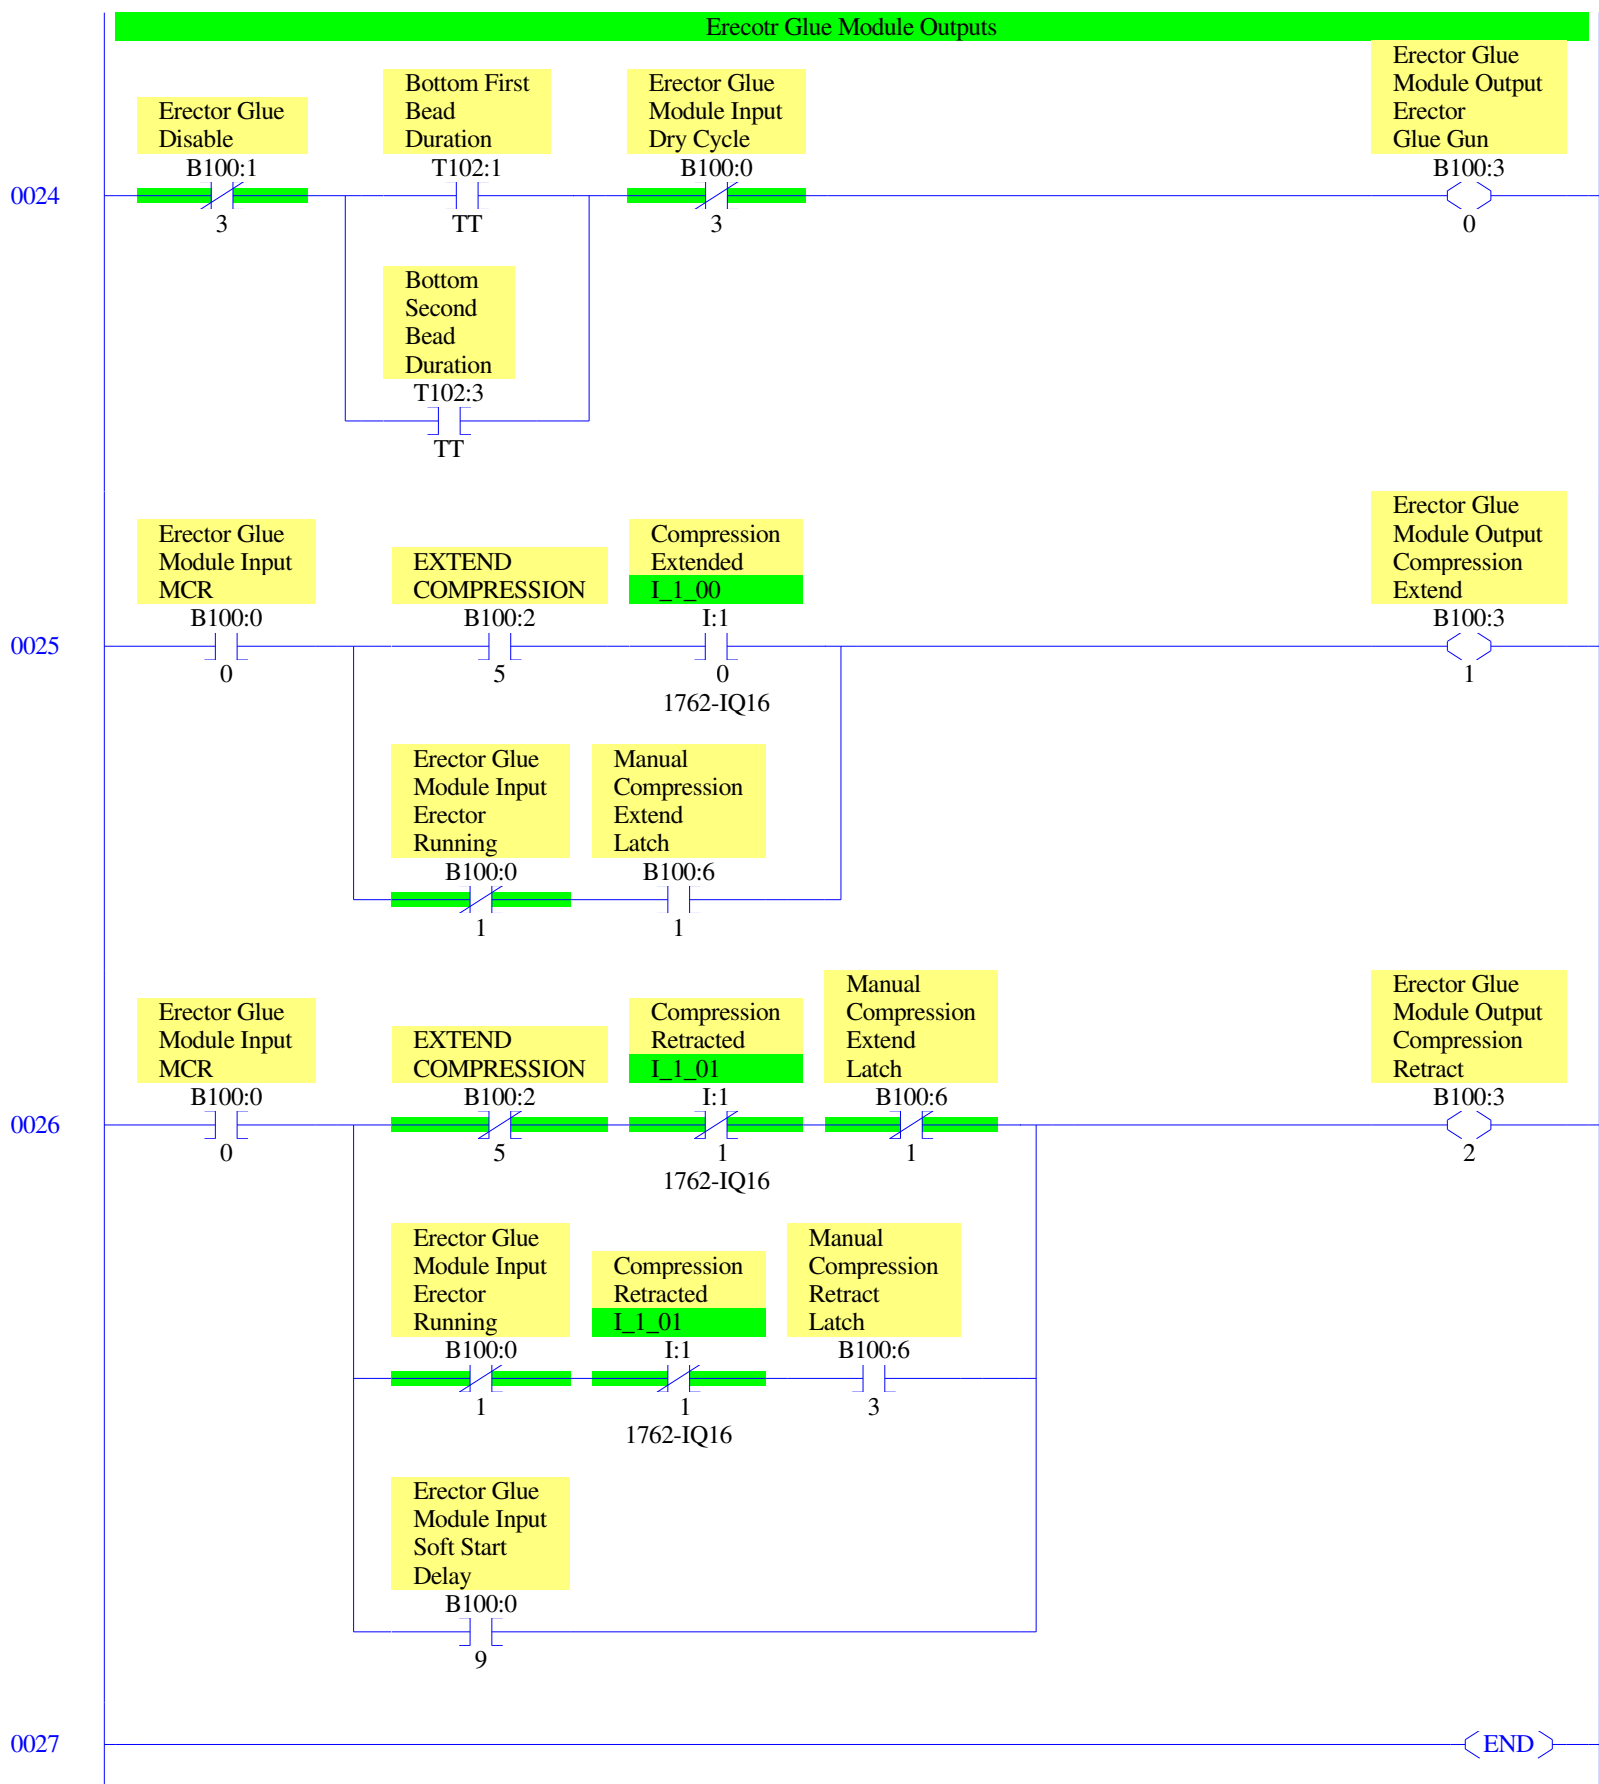 Erecotr Glue Module Outputs
Erector Glue
Disable
B100:1
3
Bottom First
Bead
Duration
T102:1
TT
Erector Glue
Module Input
Dry Cycle
B100:0
3
Erector Glue
Module Output
Erector
Glue Gun
B100:3
0
0024
Bottom
Second
Bead
Duration
T102:3
TT
Erector Glue
Module Input
MCR
B100:0
0
EXTEND
COMPRESSION
B100:2
5
Compression
Extended
I_1_00
I:1
0
1762-IQ16
Erector Glue
Module Output
Compression
Extend
B100:3
1
0025
Erector Glue
Module Input
Erector
Running
B100:0
1
Manual
Compression
Extend
Latch
B100:6
1
Erector Glue
Module Input
MCR
B100:0
0
EXTEND
COMPRESSION
B100:2
5
Compression
Retracted
I_1_01
I:1
1
1762-IQ16
Manual
Compression
Extend
Latch
B100:6
1
Erector Glue
Module Output
Compression
Retract
B100:3
2
0026
Erector Glue
Module Input
Erector
Running
B100:0
1
Compression
Retracted
I_1_01
I:1
1
1762-IQ16
Manual
Compression
Retract
Latch
B100:6
3
Erector Glue
Module Input
Soft Start
Delay
B100:0
9
0027
END